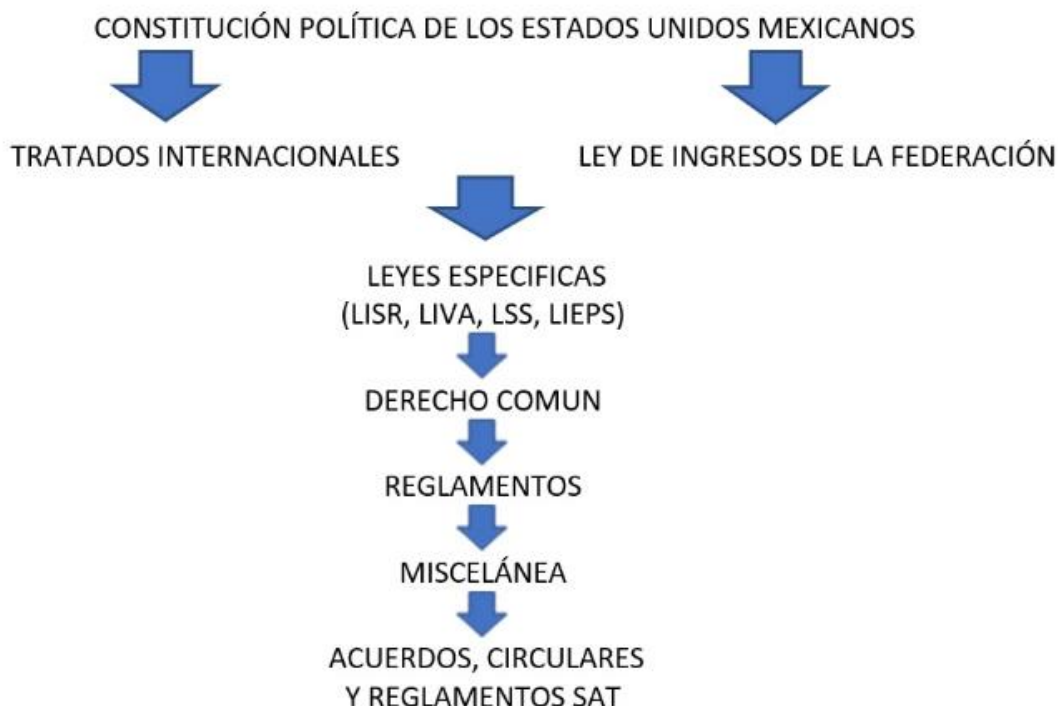 CONSTITUCIÓN POLÍTICA DE LOS ESTADOS UNIDOS MEXICANOS
TRATADOS INTERNACIONALES
LEY DE INGRESOS DE LA FEDERACIÓN
LEYES ESPECIFICAS
(LISR, LIVA, LSS, LIEPS)
DERECHO COMUN
REGLAMENTOS
MISCELÁNEA
ACUERDOS, CIRCULARES
Y REGLAMENTOS SAT